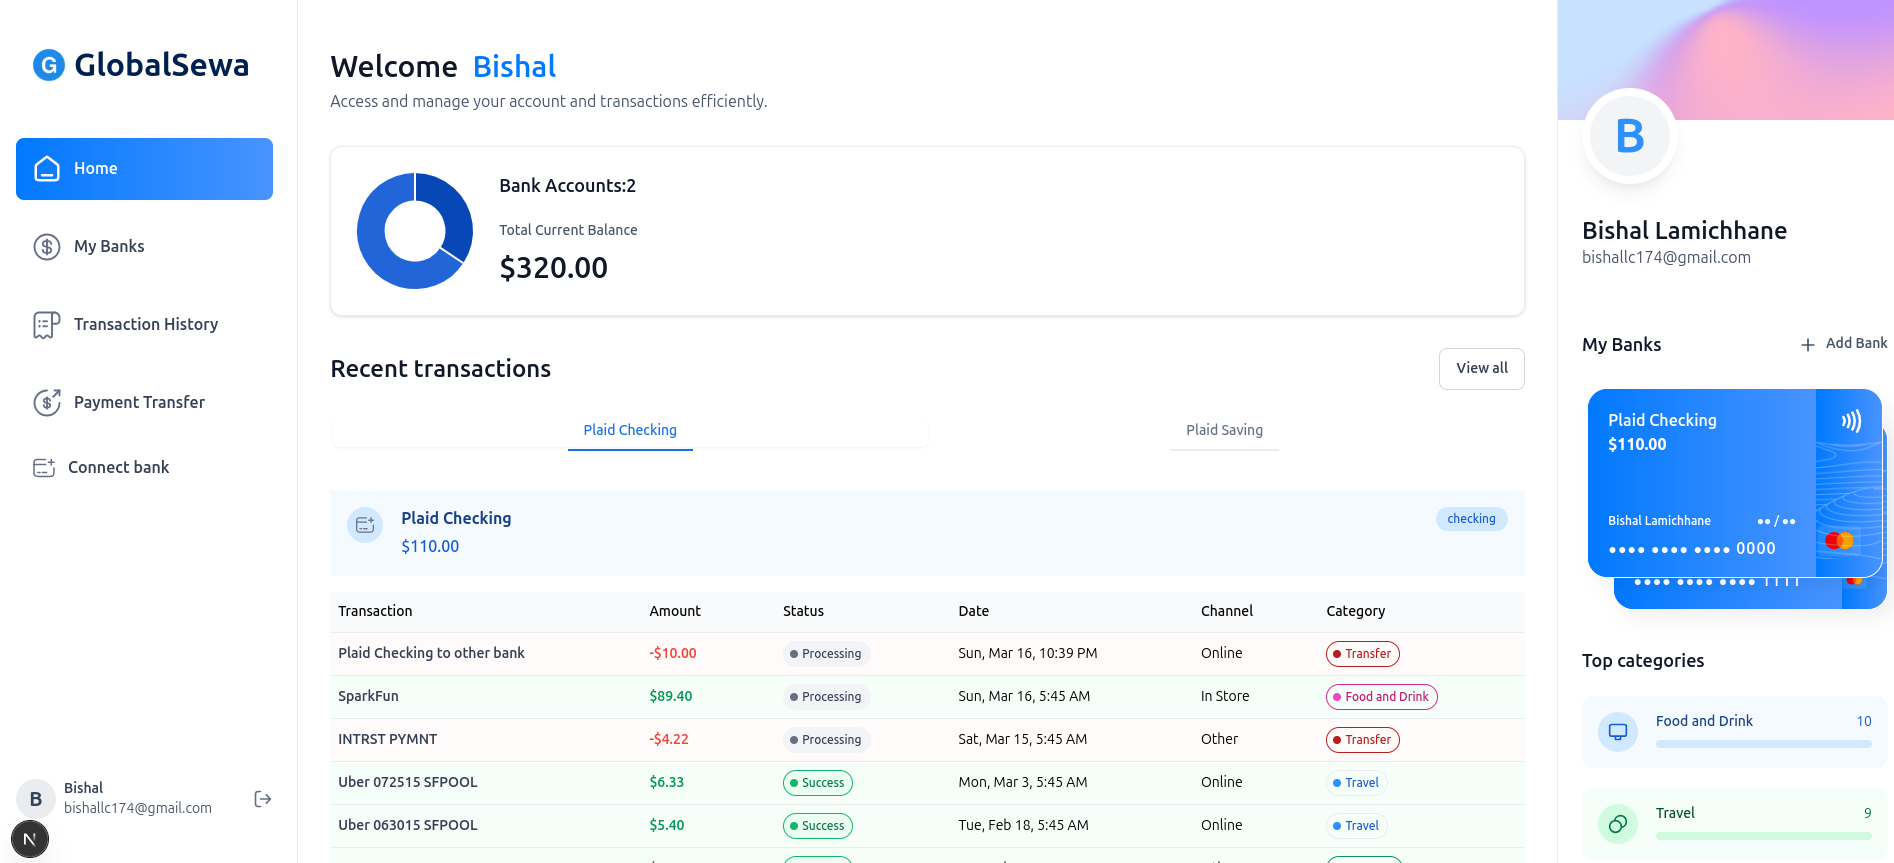 G GlobalSewa
Home
My Banks
Transaction History
Payment Transfer
Connect bank
B
Bishal
bishallc174@gmail.com
N
Welcome Bishal
Access and manage your account and transactions efficiently.
Bank Accounts:2
Total Current Balance
$320.00
Recent transactions
View all
Plaid Checking Plaid Saving
Plaid Checking
$110.00
checking
Transaction Amount Status Date Channel Category
Plaid Checking to other bank -$10.00 Processing Sun, Mar 16, 10:39 PM Online Transfer
SparkFun $89.40 Processing Sun, Mar 16, 5:45 AM In Store Food and Drink
INTRST PYMNT -$4.22 Processing Sat, Mar 15, 5:45 AM Other Transfer
Uber 072515 SFPOOL $6.33 Success Mon, Mar 3, 5:45 AM Online Travel
Uber 063015 SFPOOL $5.40 Success Tue, Feb 18, 5:45 AM Online Travel
B
Bishal Lamichhane
bishallc174@gmail.com
My Banks
+ Add Bank
Plaid Checking
$110.00
Bishal Lamichhane ●● / ●●
●●●● ●●●● ●●●● 0000
●●●● ●●●● ●●●● 1111
Top categories
Food and Drink 10
Travel 9